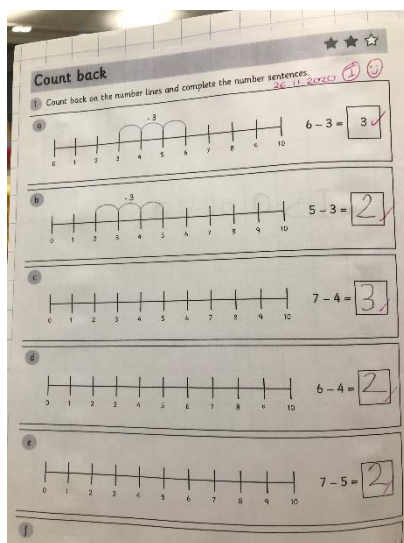 Count back
1 Count back on the number lines and complete the number sentences.
26-11-2020 I
a
-3
6 – 3 = 3
0 1 2 3 4 5 6 7 8 9 10
b
-3
5 – 3 = 2
0 1 2 3 4 5 6 7 8 9 10
c
7 – 4 = 3
0 1 2 3 4 5 6 7 8 9 10
d
6 – 4 = 2
0 1 2 3 4 5 6 7 8 9 10
e
7 – 5 = 2
0 1 2 3 4 5 6 7 8 9 10
f